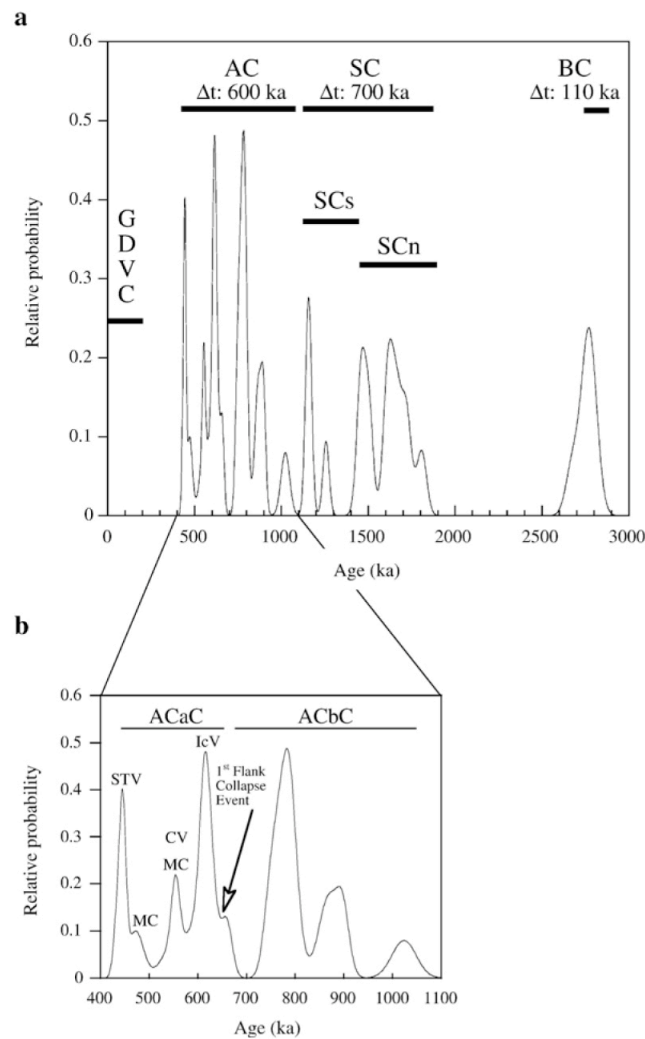 a
AC
Δt: 600 ka
SC
Δt: 700 ka
BC
Δt: 110 ka
SCs
SCn
G
D
V
C
Relative probability
0.6
0.5
0.4
0.3
0.2
0.1
0
0 500 1000 1500 2000 2500 3000
Age (ka)
b
ACaC
ACbC
IcV
STV
1st Flank
Collapse
Event
CV
MC
MC
Relative probability
0.6
0.5
0.4
0.3
0.2
0.1
0
400 500 600 700 800 900 1000 1100
Age (ka)